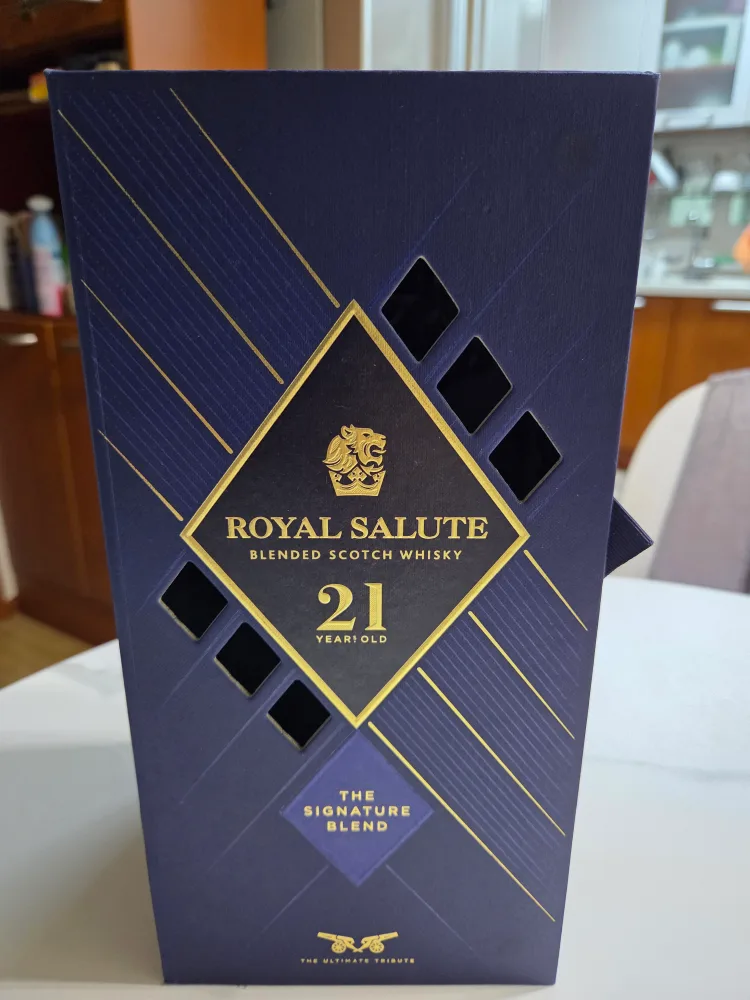 ROYAL SALUTE
BLENDED SCOTCH WHISKY
21
YEARS OLD
THE
SIGNATURE
BLEND
THE ULTIMATE TRIBUTE